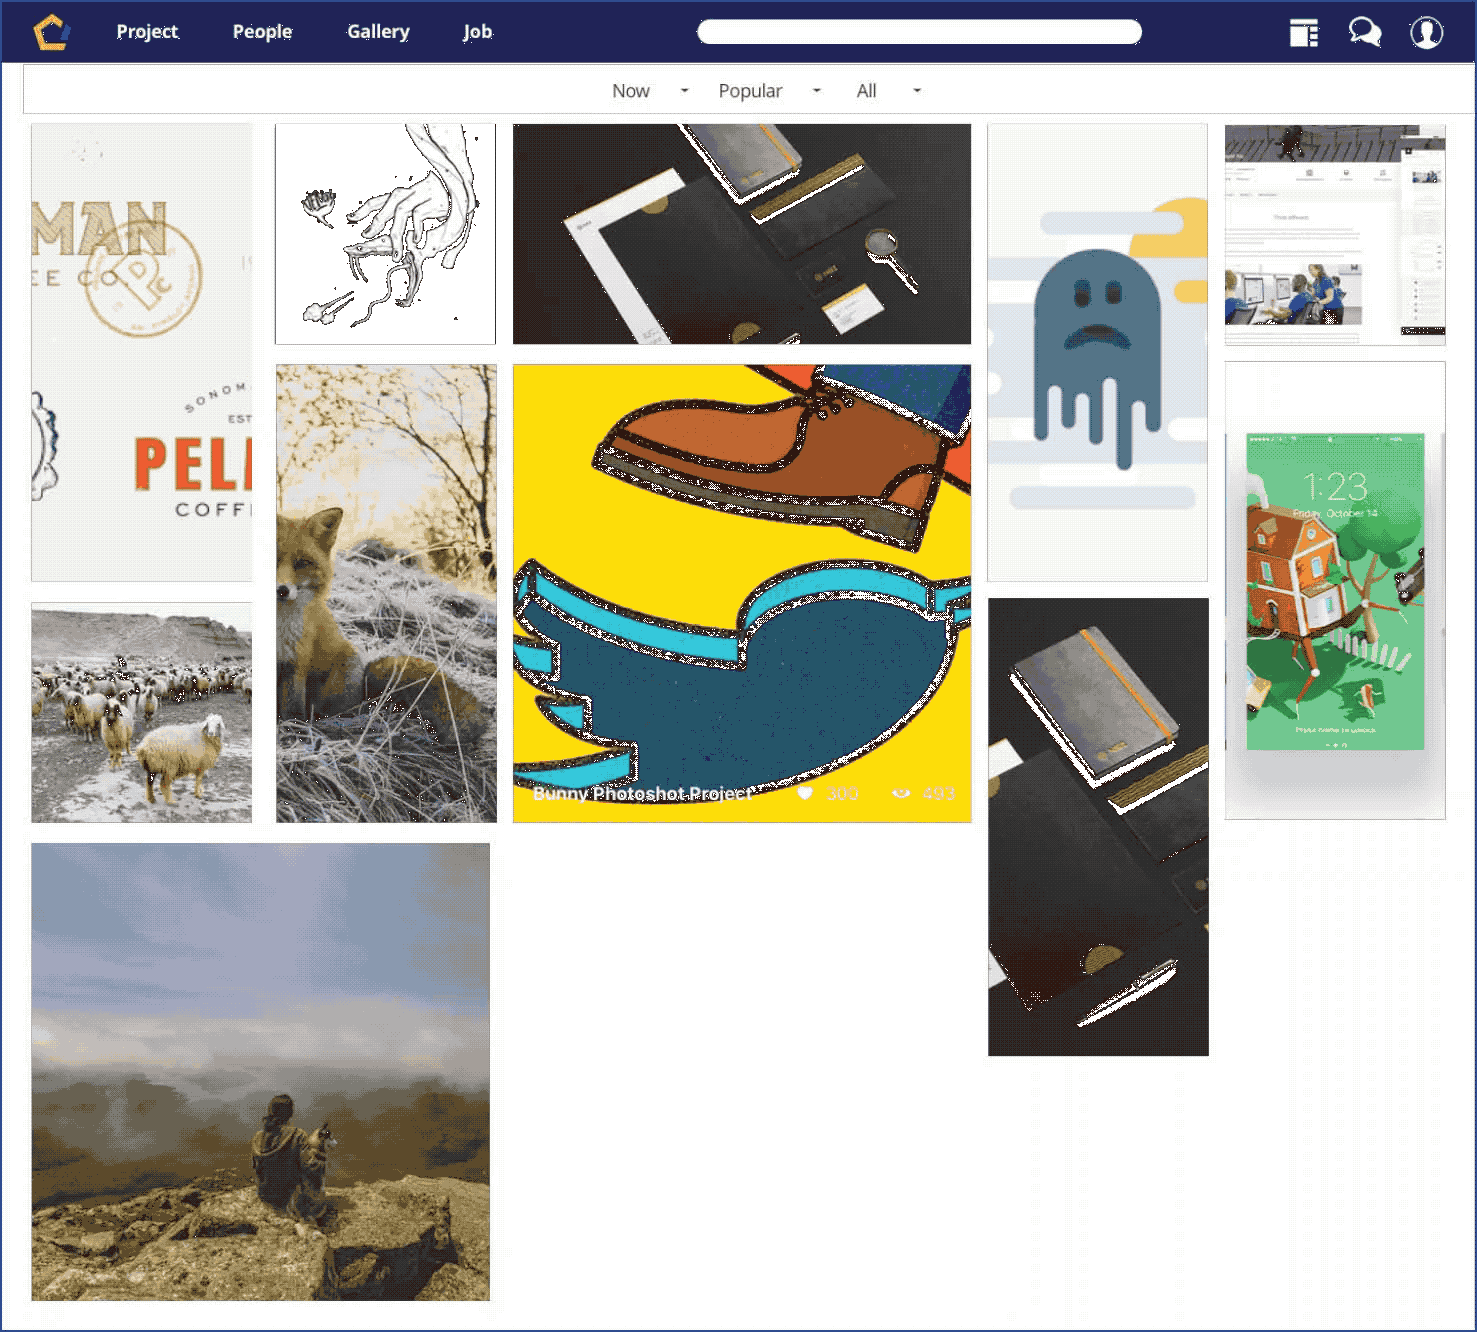 Project People Gallery Job
Now Popular All
MAN
EE CO
SONOM
EST
PEL
COFF
1:23
Friday, October 14
Bunny Photoshot Project 300 493